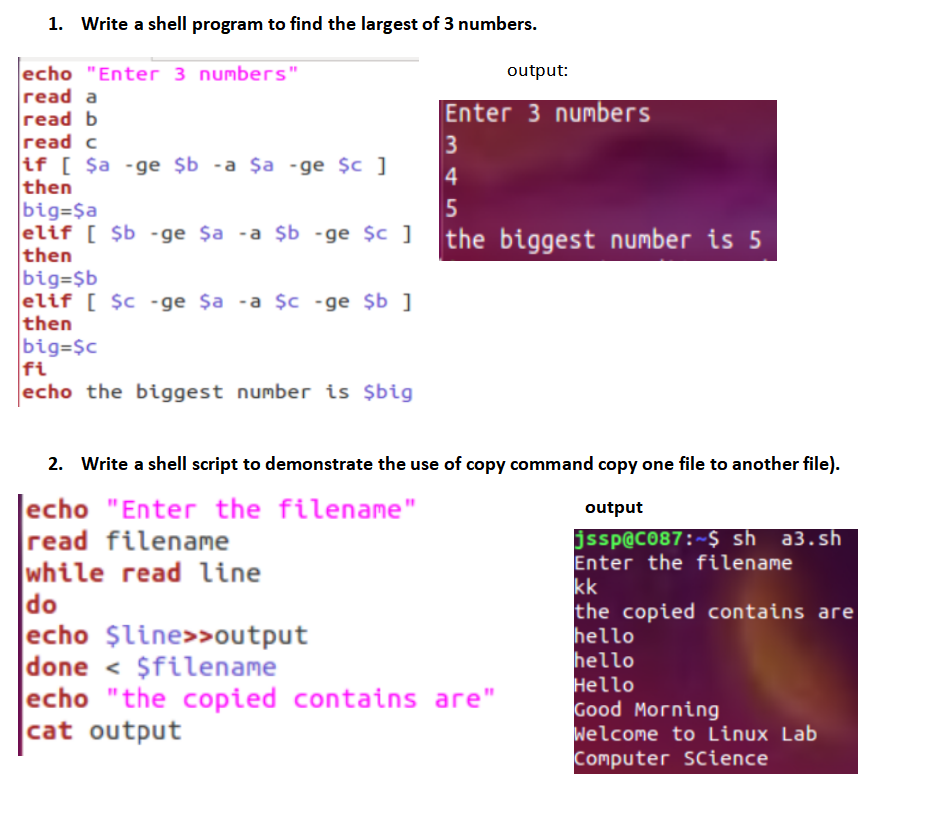 1. Write a shell program to find the largest of 3 numbers.
echo "Enter 3 numbers"
read a
read b
read c
if [ $a -ge $b -a $a -ge $c ]
then
big=$a
elif [ $b -ge $a -a $b -ge $c ]
then
big=$b
elif [ $c -ge $a -a $c -ge $b ]
then
big=$c
fi
echo the biggest number is $big
output:
Enter 3 numbers
3
4
5
the biggest number is 5
2. Write a shell script to demonstrate the use of copy command copy one file to another file).
echo "Enter the filename"
read filename
while read line
do
echo $line>>output
done < $filename
echo "the copied contains are"
cat output
output
jssp@C087:~$ sh a3.sh
Enter the filename
kk
the copied contains are
hello
hello
Hello
Good Morning
Welcome to Linux Lab
Computer SCience